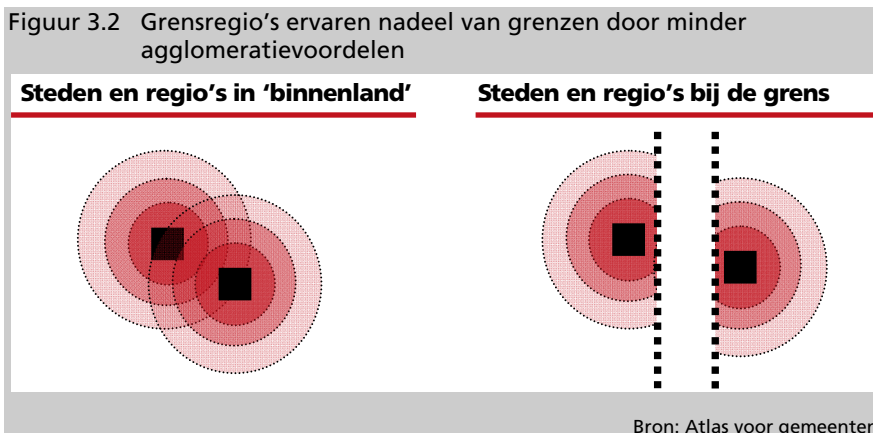 Figuur 3.2 Grensregio's ervaren nadeel van grenzen door minder
agglomeratievoordelen
Steden en regio's in ‘binnenland’
Steden en regio's bij de grens
Bron: Atlas voor gemeenten